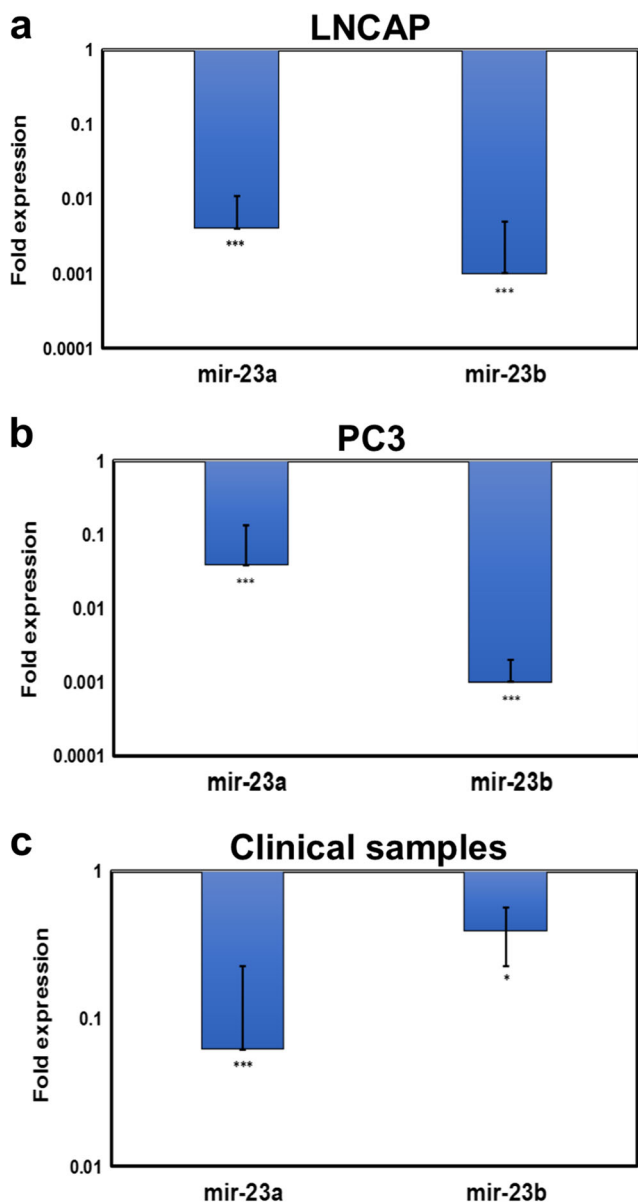 a
LNCAP
Fold expression
1
0.1
0.01
0.001
0.0001
***
***
mir-23a
mir-23b
b
PC3
Fold expression
1
0.1
0.01
0.001
0.0001
***
***
mir-23a
mir-23b
c
Clinical samples
Fold expression
1
0.1
0.01
***
*
mir-23a
mir-23b